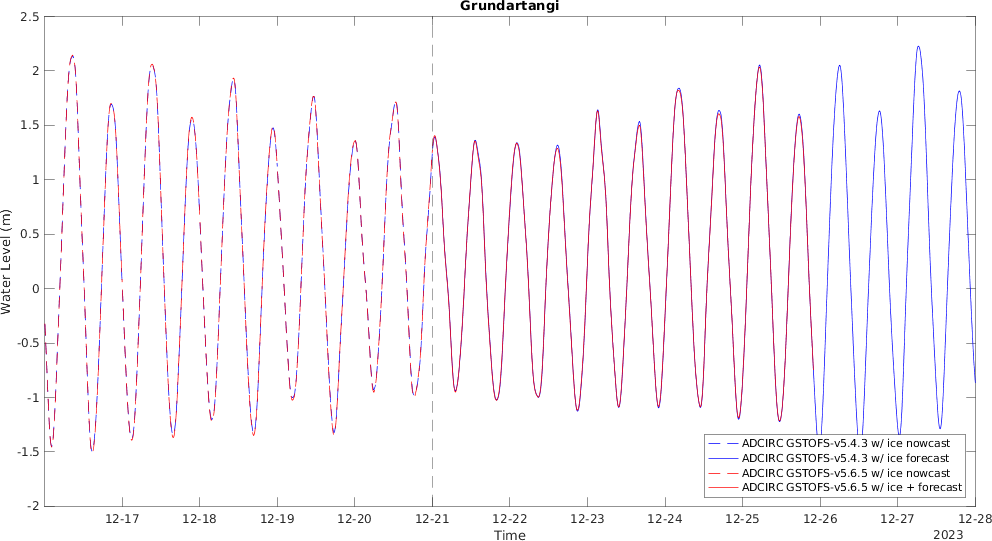 Grundartangi
2.5
2
1.5
1
0.5
0
-0.5
-1
-1.5
-2
Water Level (m)
12-17 12-18 12-19 12-20 12-21 12-22 12-23 12-24 12-25 12-26 12-27 12-28
Time
2023
ADCIRC GSTOFS-v5.4.3 w/ ice nowcast
ADCIRC GSTOFS-v5.4.3 w/ ice forecast
ADCIRC GSTOFS-v5.6.5 w/ ice nowcast
ADCIRC GSTOFS-v5.6.5 w/ ice + forecast